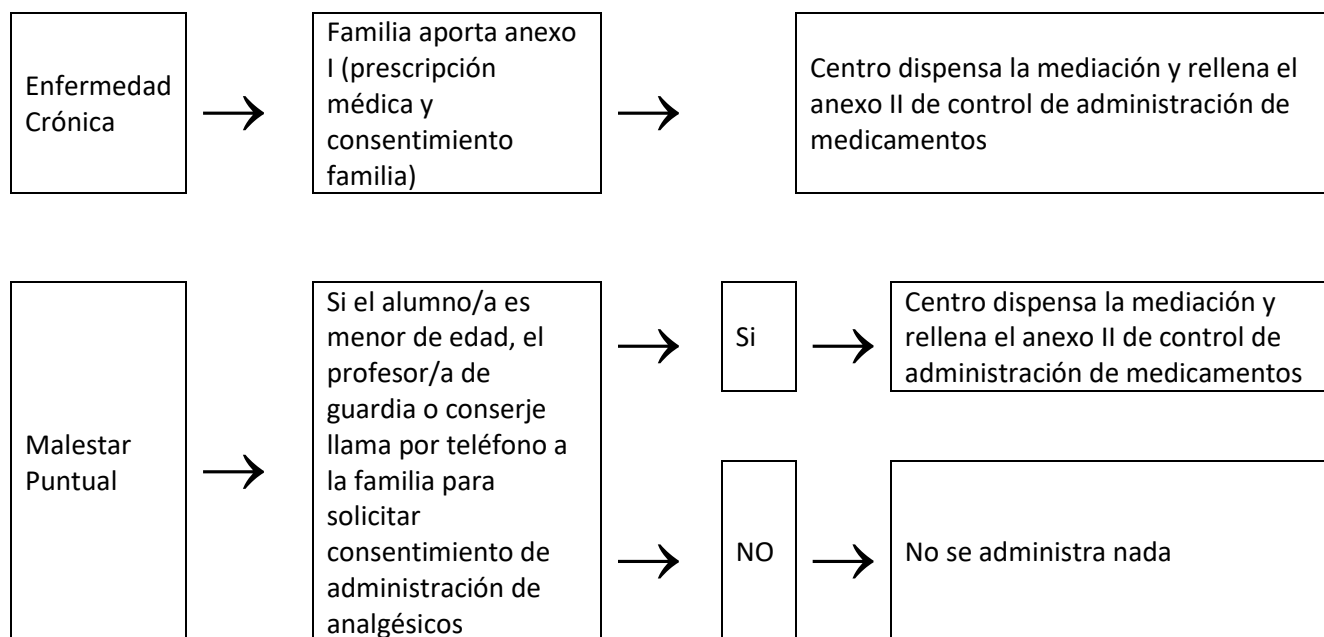 Enfermedad
Crónica
Familia aporta anexo
I (prescripción
médica y
consentimiento
familia)
Centro dispensa la mediación y rellena el
anexo II de control de administración de
medicamentos
Malestar
Puntual
Si el alumno/a es
menor de edad, el
profesor/a de
guardia o conserje
llama por teléfono a
la familia para
solicitar
consentimiento de
administración de
analgésicos
Si
Centro dispensa la mediación y
rellena el anexo II de control de
administración de medicamentos
NO
No se administra nada